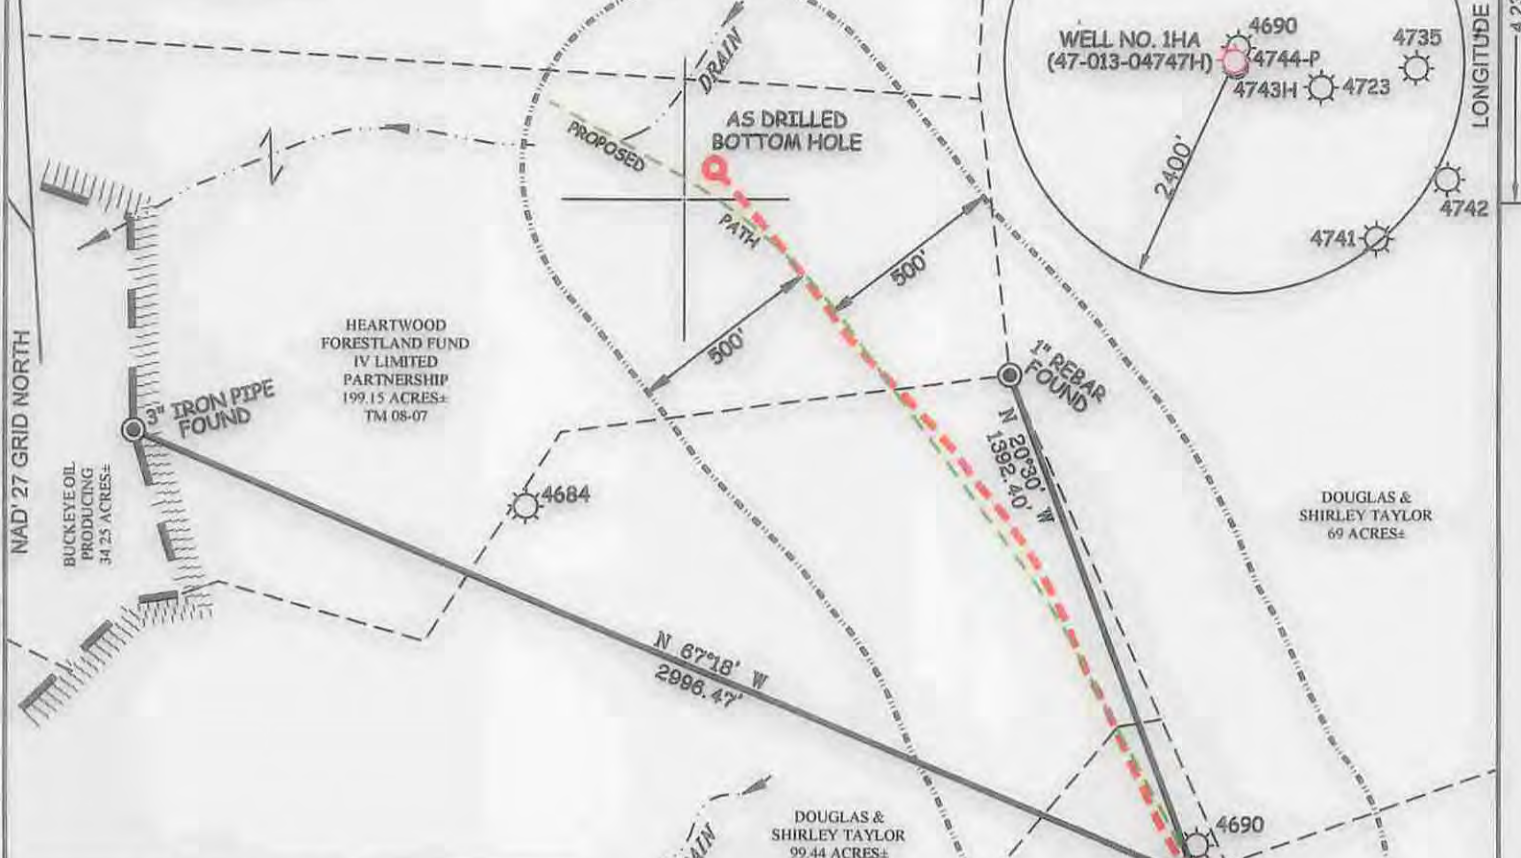 DRAIN
WELL NO. 1HA
(47-013-04747H)
4690
4744-P
4743H
4723
4735
4742
4741
2400'
LONGITUDE
AS DRILLED
BOTTOM HOLE
PROPOSED
PATH
500'
500'
HEARTWOOD
FORESTLAND FUND
IV LIMITED
PARTNERSHIP
199.15 ACRES±
TM 08-07
NAD' 27 GRID NORTH
3" IRON PIPE
FOUND
BUCKEYE OIL
PRODUCING
34.25 ACRES±
4684
1" REBAR
FOUND
N 20°30' W
1392.40'
DOUGLAS &
SHIRLEY TAYLOR
69 ACRES±
N 67°18' W
2996.47'
DOUGLAS &
SHIRLEY TAYLOR
99.44 ACRES±
4690